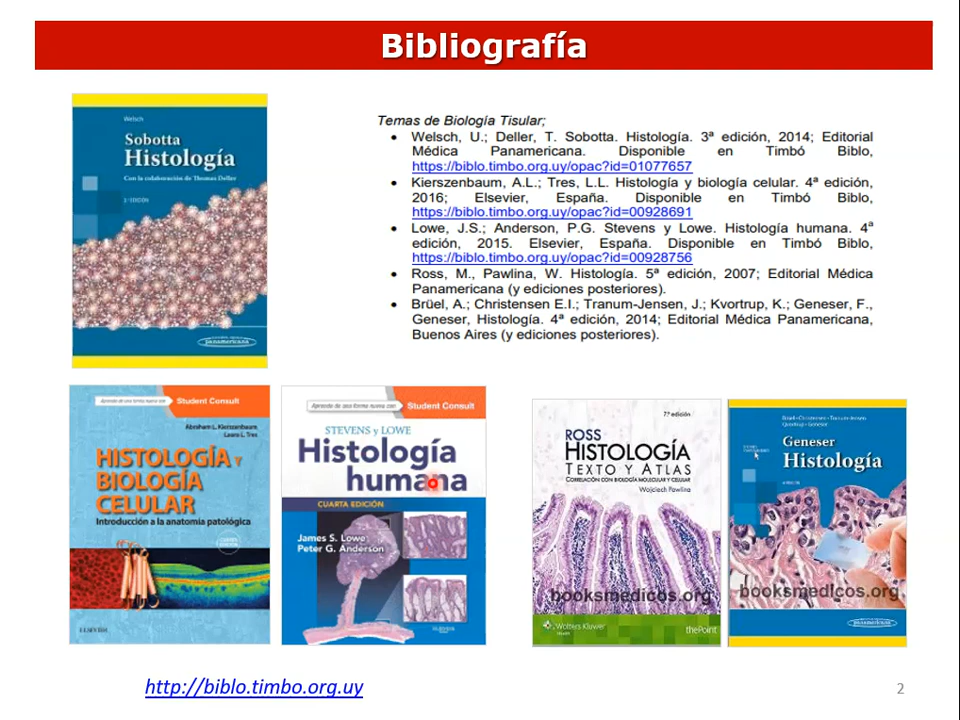 Bibliografía
Welsch
Sobotta
Histología
Con la colaboración de Thomas Deller
3.ª EDICIÓN
panamericana
Temas de Biología Tisular;
• Welsch, U.; Deller, T. Sobotta. Histología. 3ª edición, 2014; Editorial
Médica Panamericana. Disponible en Timbó Biblo,
https://biblo.timbo.org.uy/opac?id=01077657
• Kierszenbaum, A.L.; Tres, L.L. Histología y biología celular. 4ª edición,
2016; Elsevier, España. Disponible en Timbó Biblo,
https://biblo.timbo.org.uy/opac?id=00928691
• Lowe, J.S.; Anderson, P.G. Stevens y Lowe. Histología humana. 4ª
edición, 2015. Elsevier, España. Disponible en Timbó Biblo,
https://biblo.timbo.org.uy/opac?id=00928756
• Ross, M., Pawlina, W. Histología. 5ª edición, 2007; Editorial Médica
Panamericana (y ediciones posteriores).
• Brüel, A.; Christensen E.I.; Tranum-Jensen, J.; Kvortrup, K.; Geneser, F.,
Geneser, Histología. 4ª edición, 2014; Editorial Médica Panamericana,
Buenos Aires (y ediciones posteriores).
Aprende de una forma nueva con
Student Consult
Abraham L. Kierszenbaum
Laura L. Tres
HISTOLOGÍA Y
BIOLOGÍA
CELULAR
Introducción a la anatomía patológica
ELSEVIER
Aprende de una forma nueva con
Student Consult
STEVENS y LOWE
Histología
humana
CUARTA EDICIÓN
James S. Lowe
Peter G. Anderson
7.ª edición
ROSS
HISTOLOGÍA
TEXTO Y ATLAS
CORRELACIÓN CON BIOLOGÍA MOLECULAR Y CELULAR
Wojciech Pawlina
booksmedicos.org
Wolters Kluwer
Health
thePoint
Brüel · Christensen · Tranum-Jensen
Qvortrup · Geneser
Geneser
Histología
4.ª EDICIÓN
booksmedicos.org
panamericana
http://biblo.timbo.org.uy
2